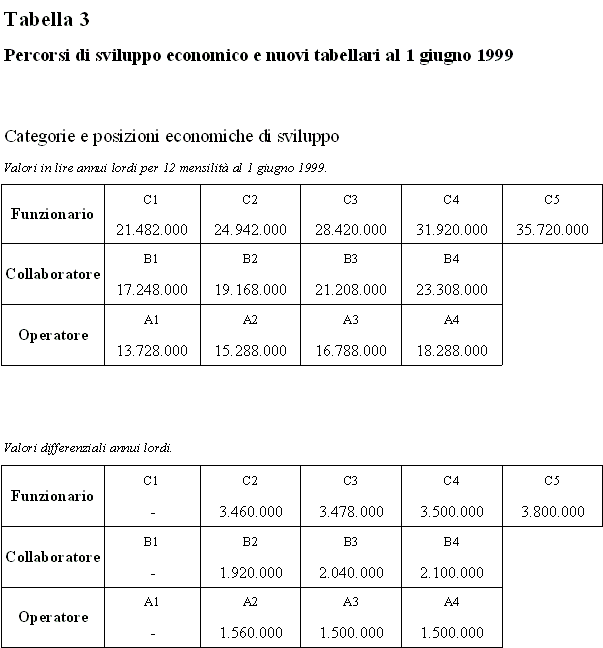 Tabella 3
Percorsi di sviluppo economico e nuovi tabellari al 1 giugno 1999
Categorie e posizioni economiche di sviluppo
Valori in lire annui lordi per 12 mensilità al 1 giugno 1999.
Funzionario C1 C2 C3 C4 C5
21.482.000 24.942.000 28.420.000 31.920.000 35.720.000
Collaboratore B1 B2 B3 B4
17.248.000 19.168.000 21.208.000 23.308.000
Operatore A1 A2 A3 A4
13.728.000 15.288.000 16.788.000 18.288.000
Valori differenziali annui lordi.
Funzionario C1 C2 C3 C4 C5
- 3.460.000 3.478.000 3.500.000 3.800.000
Collaboratore B1 B2 B3 B4
- 1.920.000 2.040.000 2.100.000
Operatore A1 A2 A3 A4
- 1.560.000 1.500.000 1.500.000